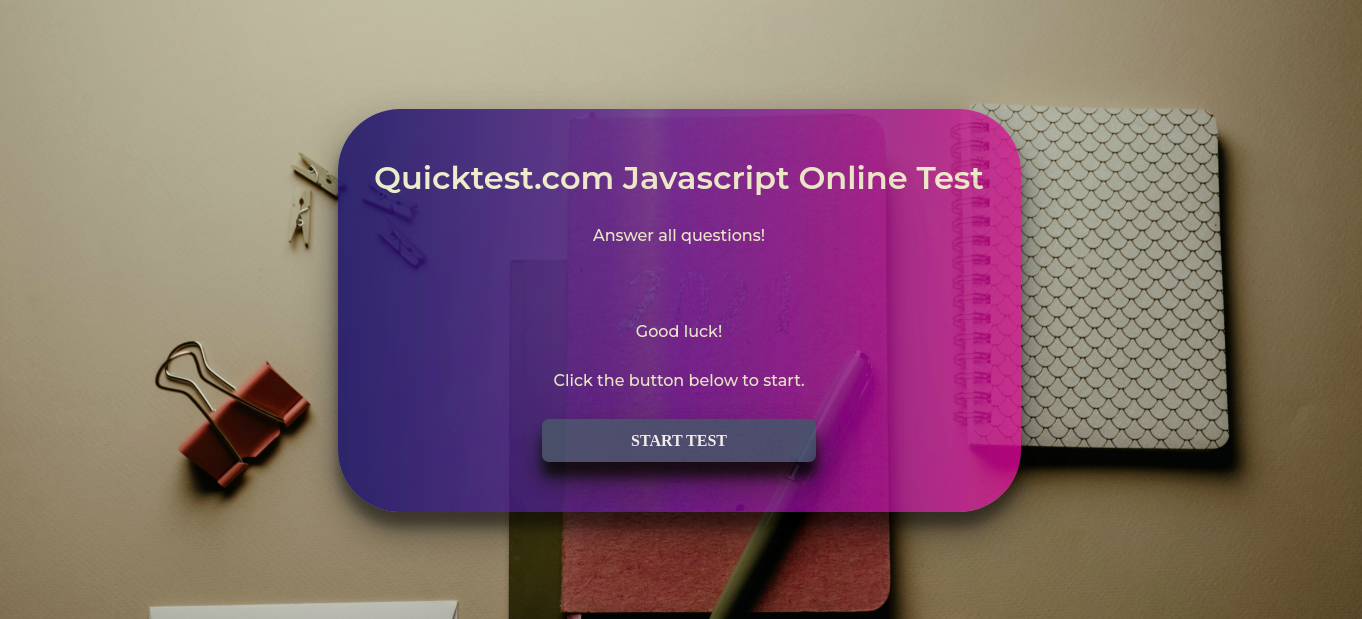 Quicktest.com Javascript Online Test
Answer all questions!
Good luck!
Click the button below to start.
START TEST